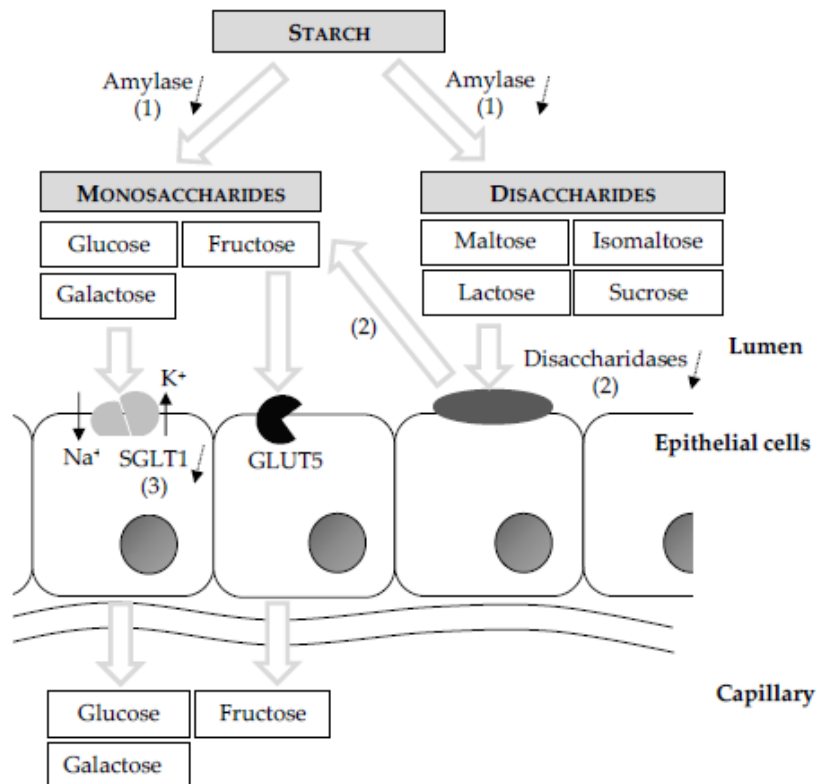 STARCH
Amylase
(1)
Amylase
(1)
MONOSACCHARIDES
DISACCHARIDES
Glucose
Fructose
Galactose
Maltose
Isomaltose
Lactose
Sucrose
(2)
Disaccharidases
(2)
Lumen
K⁺
Na⁺
SGLT1
(3)
GLUT5
Epithelial cells
Capillary
Glucose
Fructose
Galactose